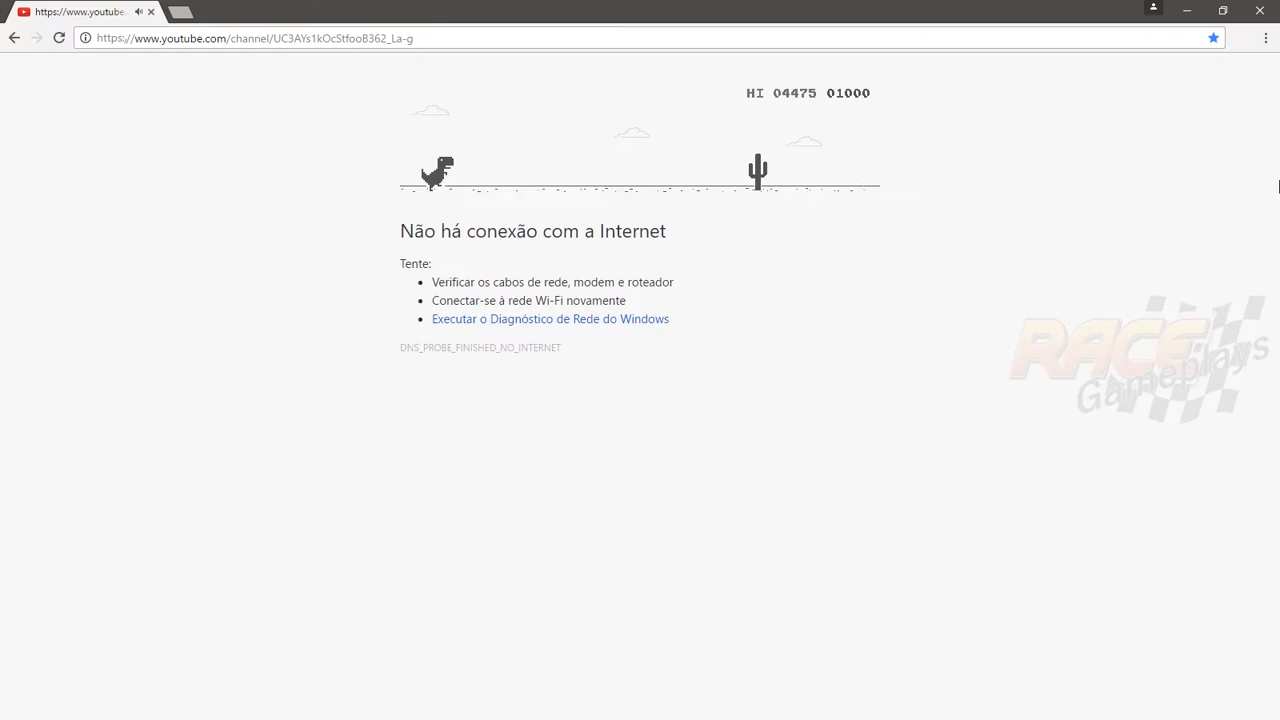 https://www.youtube.
https://www.youtube.com/channel/UC3AYs1kOcStfooB362_La-g
HI 04475 01000
Não há conexão com a Internet
Tente:
Verificar os cabos de rede, modem e roteador
Conectar-se à rede Wi-Fi novamente
Executar o Diagnóstico de Rede do Windows
DNS_PROBE_FINISHED_NO_INTERNET
RACE
Gameplays